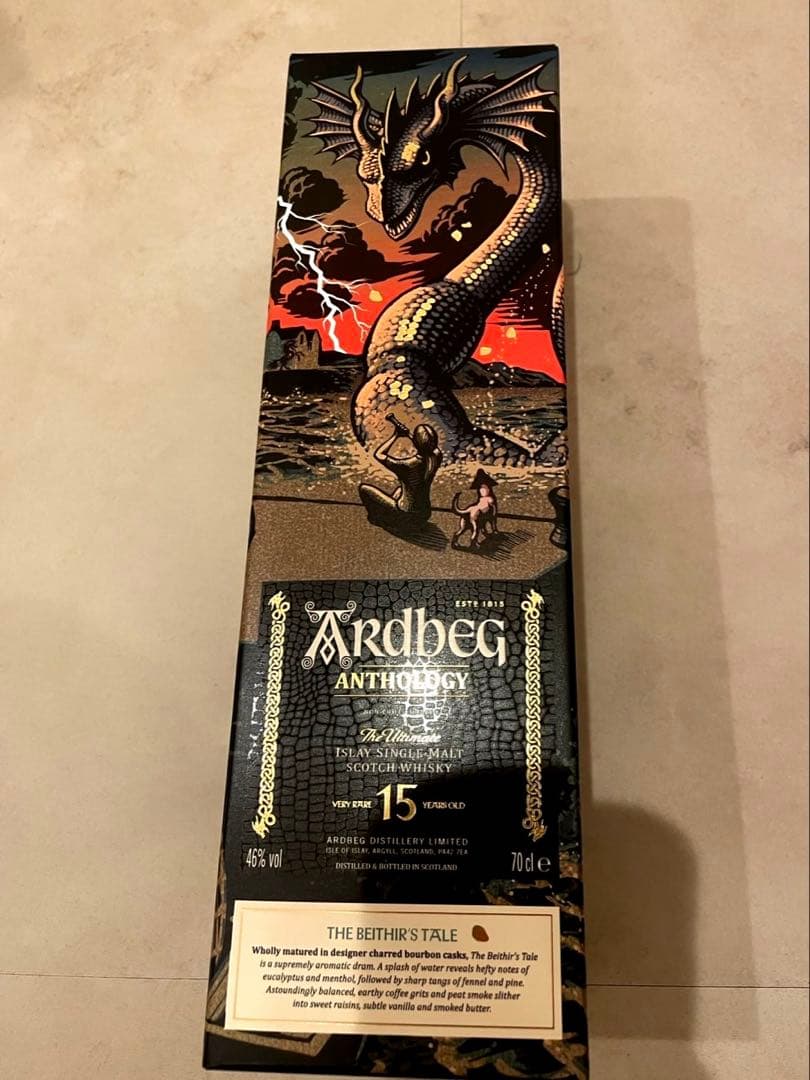 ESTD 1815
ARDBEG
ANTHOLOGY
The Ultimate
ISLAY SINGLE MALT
SCOTCH WHISKY
VERY RARE 15 YEARS OLD
ARDBEG DISTILLERY LIMITED
ISLE OF ISLAY, ARGYLL, SCOTLAND, PA42 7EA
46% vol
DISTILLED & BOTTLED IN SCOTLAND
70 cl e
THE BEITHIR'S TALE
Wholly matured in designer charred bourbon casks, The Beithir's Tale
is a supremely aromatic dram. A splash of water reveals hefty notes of
eucalyptus and menthol, followed by sharp tangs of fennel and pine.
Astoundingly balanced, earthy coffee grits and peat smoke slither
into sweet raisins, subtle vanilla and smoked butter.